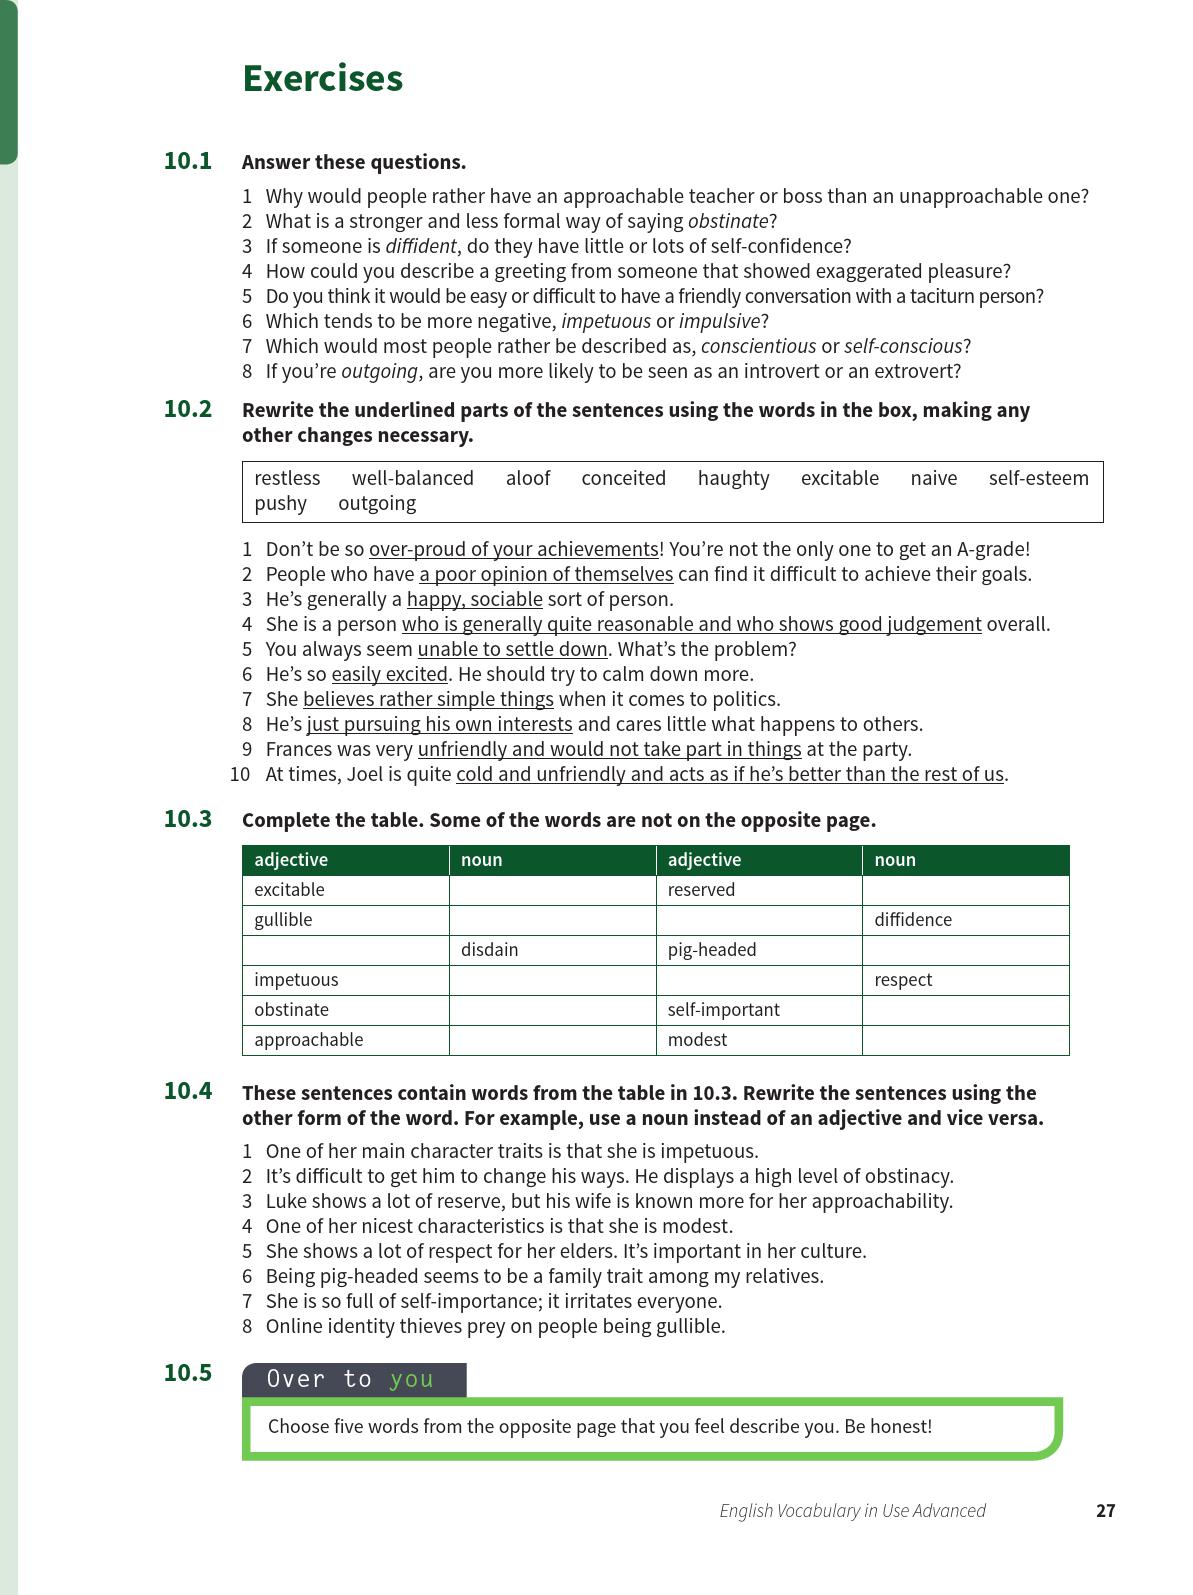 Exercises
10.1 Answer these questions.
1 Why would people rather have an approachable teacher or boss than an unapproachable one?
2 What is a stronger and less formal way of saying obstinate?
3 If someone is diffident, do they have little or lots of self-confidence?
4 How could you describe a greeting from someone that showed exaggerated pleasure?
5 Do you think it would be easy or difficult to have a friendly conversation with a taciturn person?
6 Which tends to be more negative, impetuous or impulsive?
7 Which would most people rather be described as, conscientious or self-conscious?
8 If you're outgoing, are you more likely to be seen as an introvert or an extrovert?
10.2 Rewrite the underlined parts of the sentences using the words in the box, making any
other changes necessary.
restless well-balanced aloof conceited haughty excitable naive self-esteem
pushy outgoing
1 Don't be so over-proud of your achievements! You're not the only one to get an A-grade!
2 People who have a poor opinion of themselves can find it difficult to achieve their goals.
3 He's generally a happy, sociable sort of person.
4 She is a person who is generally quite reasonable and who shows good judgement overall.
5 You always seem unable to settle down. What's the problem?
6 He's so easily excited. He should try to calm down more.
7 She believes rather simple things when it comes to politics.
8 He's just pursuing his own interests and cares little what happens to others.
9 Frances was very unfriendly and would not take part in things at the party.
10 At times, Joel is quite cold and unfriendly and acts as if he's better than the rest of us.
10.3 Complete the table. Some of the words are not on the opposite page.
adjective noun adjective noun
excitable reserved
gullible diffidence
disdain pig-headed
impetuous respect
obstinate self-important
approachable modest
10.4 These sentences contain words from the table in 10.3. Rewrite the sentences using the
other form of the word. For example, use a noun instead of an adjective and vice versa.
1 One of her main character traits is that she is impetuous.
2 It's difficult to get him to change his ways. He displays a high level of obstinacy.
3 Luke shows a lot of reserve, but his wife is known more for her approachability.
4 One of her nicest characteristics is that she is modest.
5 She shows a lot of respect for her elders. It's important in her culture.
6 Being pig-headed seems to be a family trait among my relatives.
7 She is so full of self-importance; it irritates everyone.
8 Online identity thieves prey on people being gullible.
10.5 Over to you
Choose five words from the opposite page that you feel describe you. Be honest!
English Vocabulary in Use Advanced 27